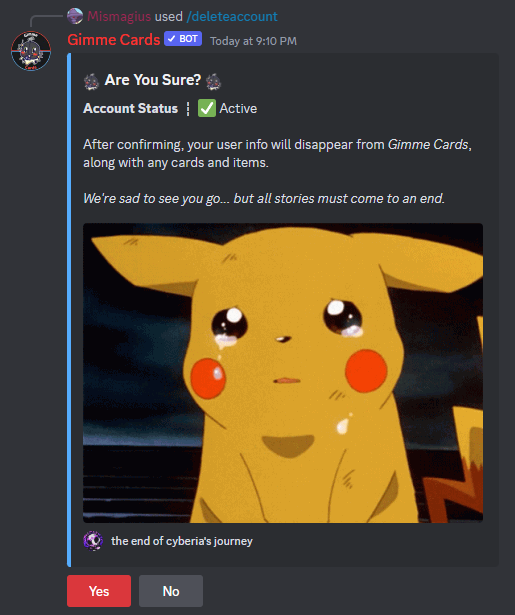 Mismagius used /deleteaccount
Gimme Cards ✓ BOT Today at 9:10 PM
Are You Sure?
Account Status ┆ ✅ Active
After confirming, your user info will disappear from Gimme Cards,
along with any cards and items.
We're sad to see you go... but all stories must come to an end.
the end of cyberia's journey
Yes No